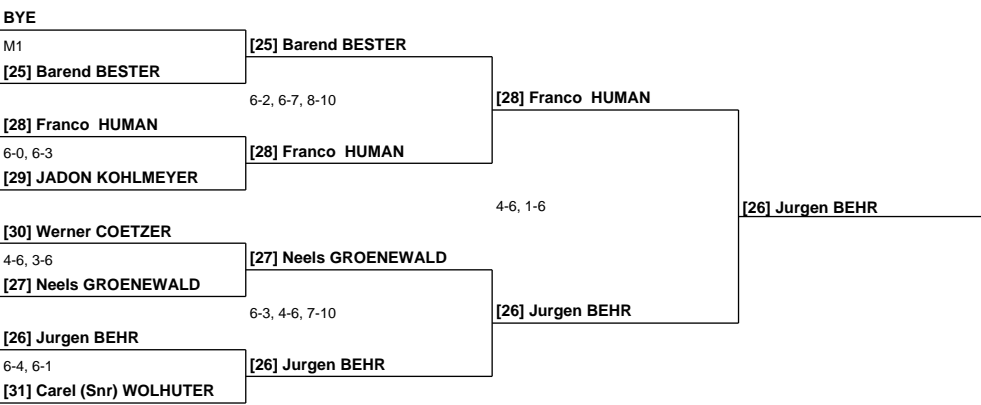 BYE
M1
[25] Barend BESTER
[28] Franco HUMAN
6-0, 6-3
[29] JADON KOHLMEYER
[30] Werner COETZER
4-6, 3-6
[27] Neels GROENEWALD
[26] Jurgen BEHR
6-4, 6-1
[31] Carel (Snr) WOLHUTER
[25] Barend BESTER
6-2, 6-7, 8-10
[28] Franco HUMAN
[27] Neels GROENEWALD
6-3, 4-6, 7-10
[26] Jurgen BEHR
[28] Franco HUMAN
4-6, 1-6
[26] Jurgen BEHR
[26] Jurgen BEHR